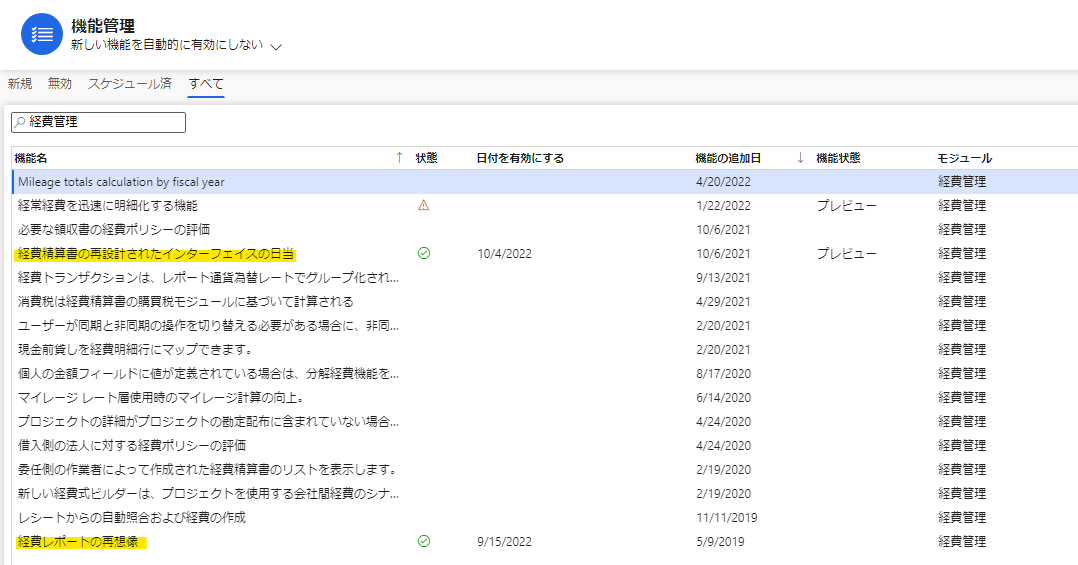 機能管理
新しい機能を自動的に有効にしない
新規 無効 スケジュール済 すべて
経費管理
機能名 状態 日付を有効にする 機能の追加日 機能状態 モジュール
Mileage totals calculation by fiscal year 4/20/2022 経費管理
経常経費を迅速に明細化する機能 1/22/2022 プレビュー 経費管理
必要な領収書の経費ポリシーの評価 10/6/2021 経費管理
経費精算書の再設計されたインターフェイスの日当 10/4/2022 10/6/2021 プレビュー 経費管理
経費トランザクションは、レポート通貨為替レートでグループ化され... 9/13/2021 経費管理
消費税は経費精算書の購買税モジュールに基づいて計算される 4/29/2021 経費管理
ユーザーが同期と非同期の操作を切り替える必要がある場合に、非同... 2/20/2021 経費管理
現金前貸しを経費明細行にマップできます。 2/20/2021 経費管理
個人の金額フィールドに値が定義されている場合は、分解経費機能を... 8/17/2020 経費管理
マイレージ レート層使用時のマイレージ計算の向上。 6/14/2020 経費管理
プロジェクトの詳細がプロジェクトの勘定配布に含まれていない場合... 4/24/2020 経費管理
借入側の法人に対する経費ポリシーの評価 4/24/2020 経費管理
委任側の作業者によって作成された経費精算書のリストを表示します。 2/19/2020 経費管理
新しい経費式ビルダーは、プロジェクトを使用する会社間経費のシナ... 2/19/2020 経費管理
レシートからの自動照合および経費の作成 11/11/2019 経費管理
経費レポートの再想像 9/15/2022 5/9/2019 経費管理